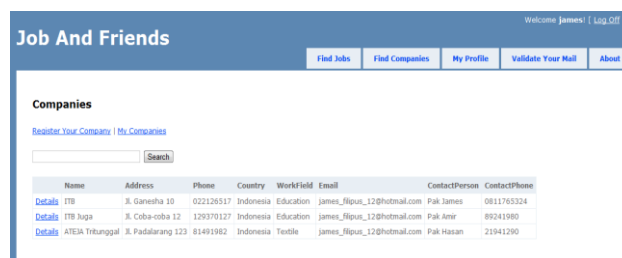 Welcome james! [ Log Off
Job And Friends
Find Jobs Find Companies My Profile Validate Your Mail About
Companies
Register Your Company | My Companies
Search
Name Address Phone Country WorkField Email ContactPerson ContactPhone
Details ITB Jl. Ganesha 10 022126517 Indonesia Education james_filipus_12@hotmail.com Pak James 0811765324
Details ITB Juga Jl. Coba-coba 12 129370127 Indonesia Education james_filipus_12@hotmail.com Pak Amir 89241980
Details ATEJA Tritunggal Jl. Padalarang 123 81491982 Indonesia Textile james_filipus_12@hotmail.com Pak Hasan 21941290